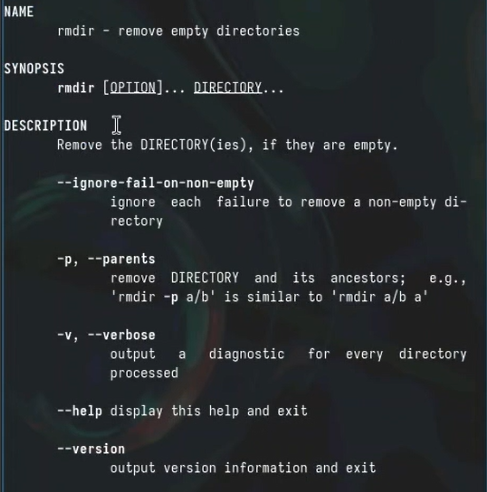 NAME
rmdir - remove empty directories
SYNOPSIS
rmdir [OPTION]... DIRECTORY...
DESCRIPTION
Remove the DIRECTORY(ies), if they are empty.
--ignore-fail-on-non-empty
ignore each failure to remove a non-empty di-
rectory
-p, --parents
remove DIRECTORY and its ancestors; e.g.,
'rmdir -p a/b' is similar to 'rmdir a/b a'
-v, --verbose
output a diagnostic for every directory
processed
--help display this help and exit
--version
output version information and exit